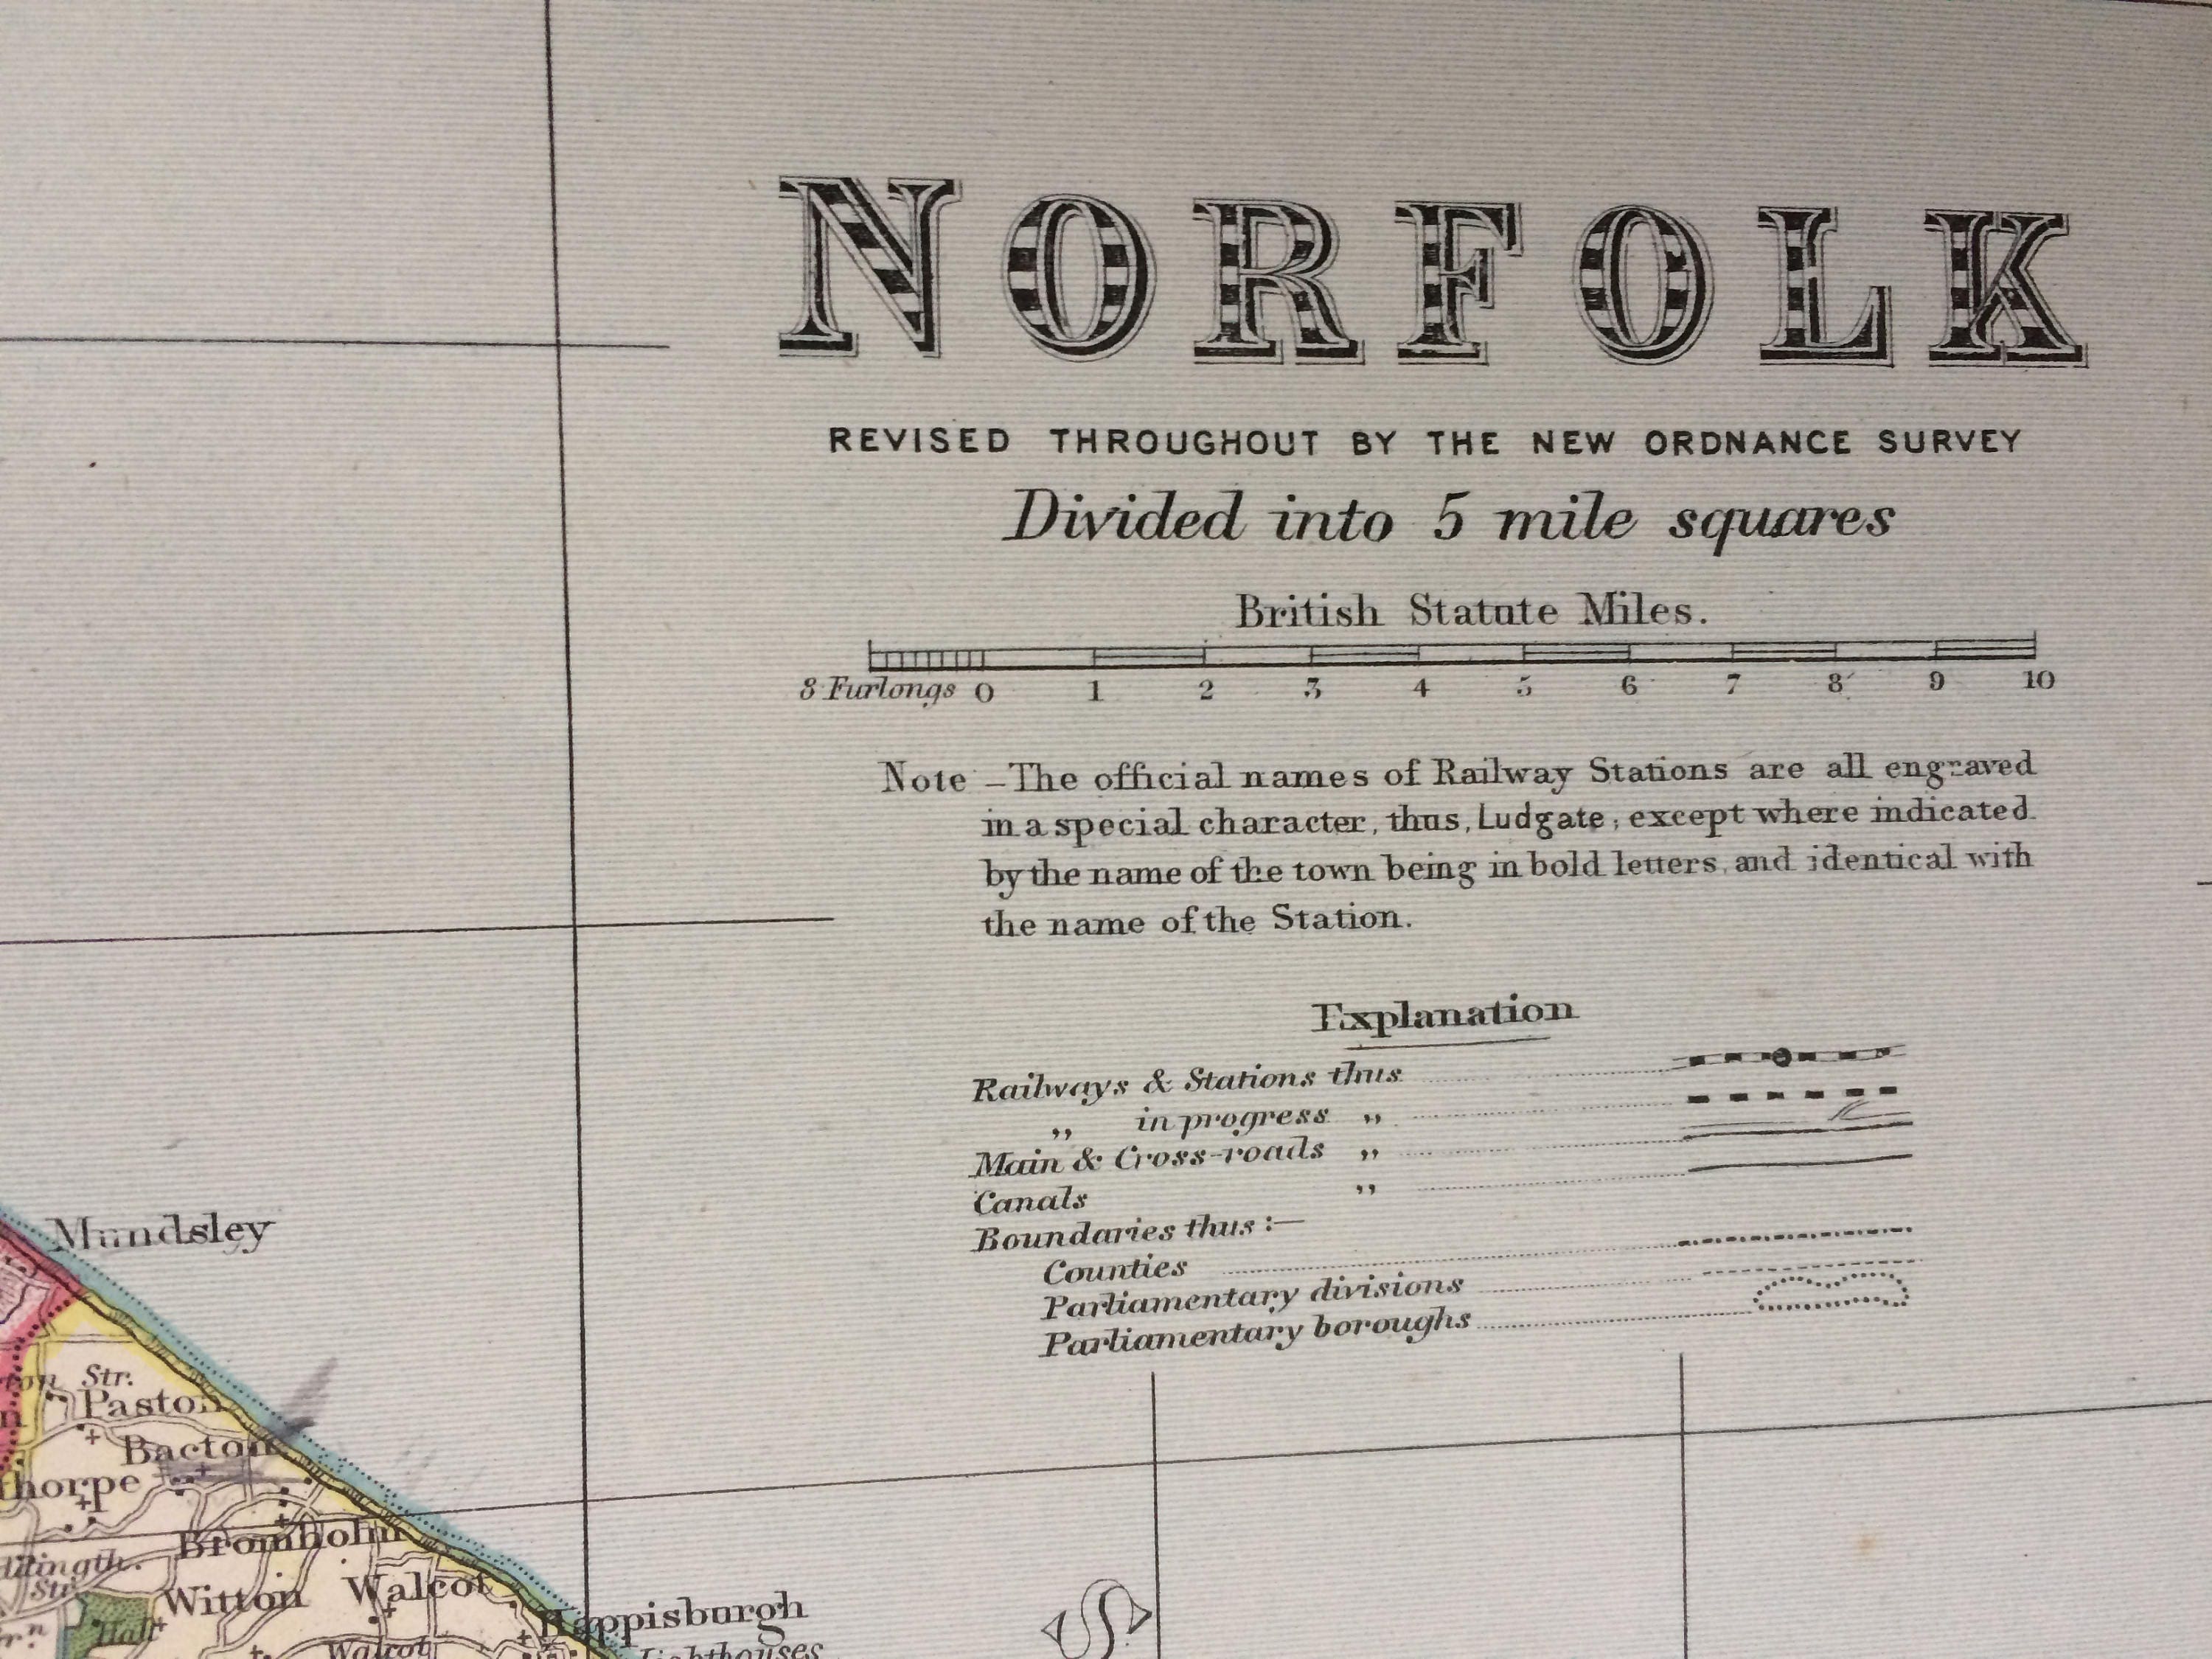 NORFOLK
REVISED THROUGHOUT BY THE NEW ORDNANCE SURVEY
Divided into 5 mile squares
British Statute Miles.
8 Furlongs 0 1 2 3 4 5 6 7 8 9 10
Note – The official names of Railway Stations are all engraved
in a special character, thus, Ludgate; except where indicated
by the name of the town being in bold letters, and identical with
the name of the Station.
Explanation
Railways & Stations thus
„ in progress „
Main & Cross-roads „
Canals „
Boundaries thus :—
Counties
Parliamentary divisions
Parliamentary boroughs
Mundsley
Str.
Paston
Bacton
thorpe
Bromholm
Str.
Witton
Walcot
Hall
Happisburgh
Walcot
Lighthouses
S